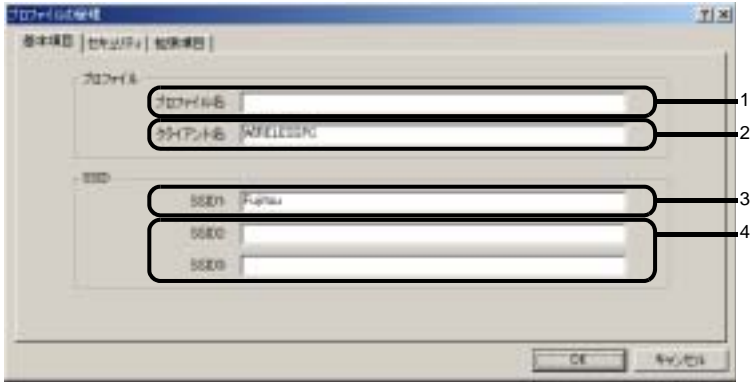 プロファイルの管理
基本項目 セキュリティ 拡張項目
プロファイル
プロファイル名 1
クライアント名 WIRELESSPC 2
SSID
SSID1 Fujitsu 3
SSID2 4
SSID3
OK キャンセル